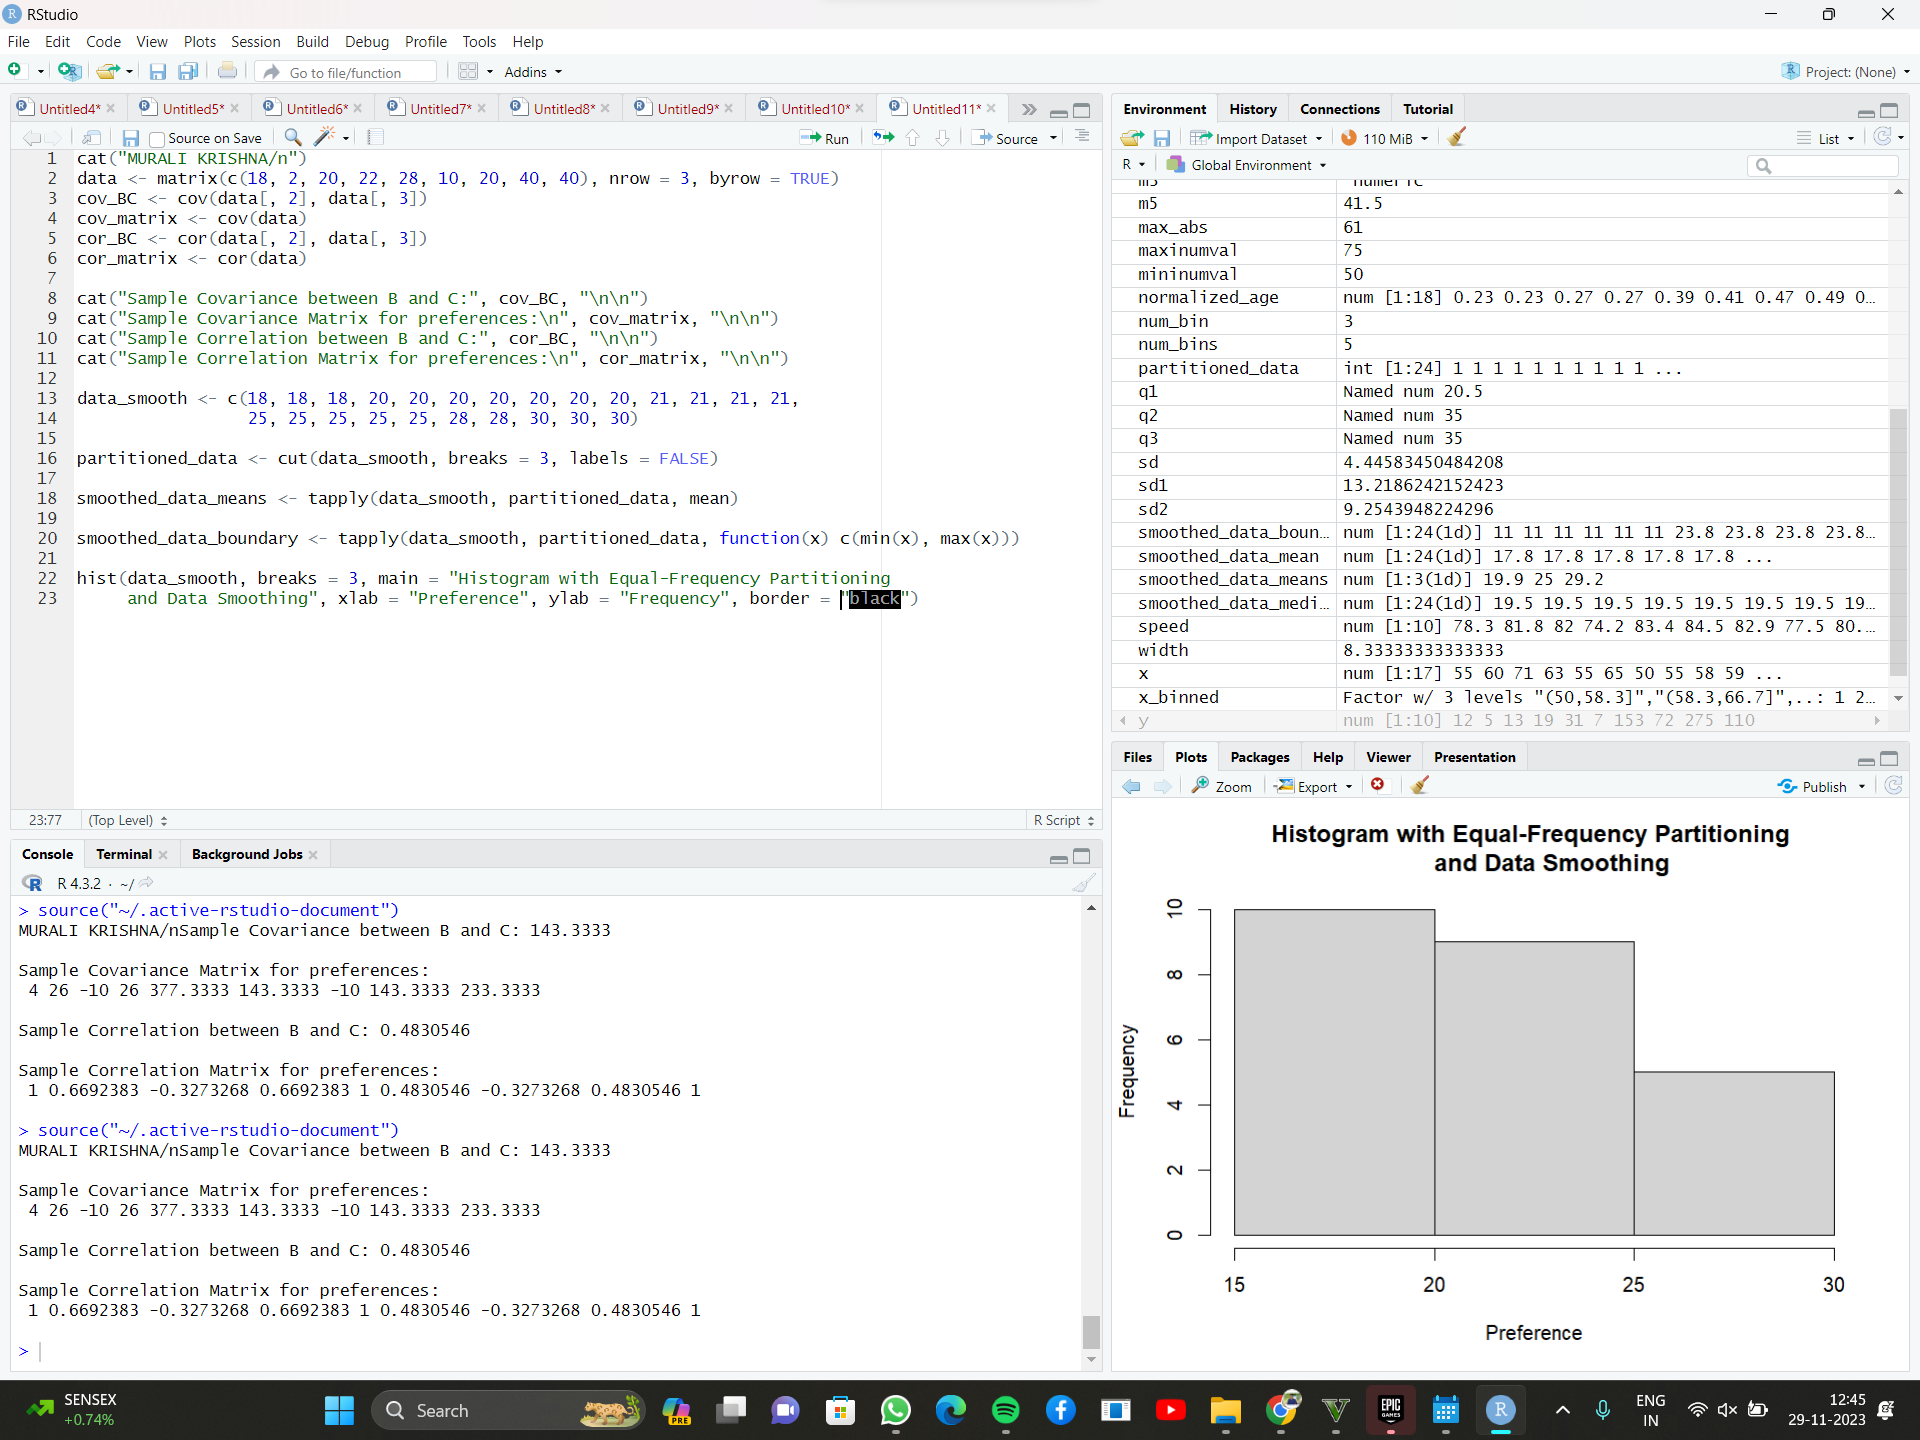 RStudio
File Edit Code View Plots Session Build Debug Profile Tools Help
Go to file/function Addins Project: (None)
Untitled4* Untitled5* Untitled6* Untitled7* Untitled8* Untitled9* Untitled10* Untitled11*
Source on Save Run Source
1 cat("MURALI KRISHNA/n")
2 data <- matrix(c(18, 2, 20, 22, 28, 10, 20, 40, 40), nrow = 3, byrow = TRUE)
3 cov_BC <- cov(data[, 2], data[, 3])
4 cov_matrix <- cov(data)
5 cor_BC <- cor(data[, 2], data[, 3])
6 cor_matrix <- cor(data)
7
8 cat("Sample Covariance between B and C:", cov_BC, "\n\n")
9 cat("Sample Covariance Matrix for preferences:\n", cov_matrix, "\n\n")
10 cat("Sample Correlation between B and C:", cor_BC, "\n\n")
11 cat("Sample Correlation Matrix for preferences:\n", cor_matrix, "\n\n")
12
13 data_smooth <- c(18, 18, 18, 20, 20, 20, 20, 20, 20, 20, 21, 21, 21, 21,
14 25, 25, 25, 25, 25, 28, 28, 30, 30, 30)
15
16 partitioned_data <- cut(data_smooth, breaks = 3, labels = FALSE)
17
18 smoothed_data_means <- tapply(data_smooth, partitioned_data, mean)
19
20 smoothed_data_boundary <- tapply(data_smooth, partitioned_data, function(x) c(min(x), max(x)))
21
22 hist(data_smooth, breaks = 3, main = "Histogram with Equal-Frequency Partitioning
23 and Data Smoothing", xlab = "Preference", ylab = "Frequency", border = "black")
23:77 (Top Level) R Script
Console Terminal Background Jobs
R 4.3.2 · ~/
> source("~/.active-rstudio-document")
MURALI KRISHNA/nSample Covariance between B and C: 143.3333
Sample Covariance Matrix for preferences:
4 26 -10 26 377.3333 143.3333 -10 143.3333 233.3333
Sample Correlation between B and C: 0.4830546
Sample Correlation Matrix for preferences:
1 0.6692383 -0.3273268 0.6692383 1 0.4830546 -0.3273268 0.4830546 1
> source("~/.active-rstudio-document")
MURALI KRISHNA/nSample Covariance between B and C: 143.3333
Sample Covariance Matrix for preferences:
4 26 -10 26 377.3333 143.3333 -10 143.3333 233.3333
Sample Correlation between B and C: 0.4830546
Sample Correlation Matrix for preferences:
1 0.6692383 -0.3273268 0.6692383 1 0.4830546 -0.3273268 0.4830546 1
>
Environment History Connections Tutorial
Import Dataset 110 MiB List
R Global Environment
m5 41.5
max_abs 61
maxinumval 75
mininumval 50
normalized_age num [1:18] 0.23 0.23 0.27 0.27 0.39 0.41 0.47 0.49 0…
num_bin 3
num_bins 5
partitioned_data int [1:24] 1 1 1 1 1 1 1 1 1 1 ...
q1 Named num 20.5
q2 Named num 35
q3 Named num 35
sd 4.44583450484208
sd1 13.2186242152423
sd2 9.2543948224296
smoothed_data_boun… num [1:24(1d)] 11 11 11 11 11 11 23.8 23.8 23.8 23.8…
smoothed_data_mean num [1:24(1d)] 17.8 17.8 17.8 17.8 17.8 ...
smoothed_data_means num [1:3(1d)] 19.9 25 29.2
smoothed_data_medi… num [1:24(1d)] 19.5 19.5 19.5 19.5 19.5 19.5 19.5 19…
speed num [1:10] 78.3 81.8 82 74.2 83.4 84.5 82.9 77.5 80.…
width 8.33333333333333
x num [1:17] 55 60 71 63 55 65 50 55 58 59 ...
x_binned Factor w/ 3 levels "(50,58.3]","(58.3,66.7]",..: 1 2…
y num [1:10] 12 5 13 19 31 7 153 72 275 110
Files Plots Packages Help Viewer Presentation
Zoom Export Publish
Histogram with Equal-Frequency Partitioning
and Data Smoothing
Frequency
10
8
6
4
2
0
15 20 25 30
Preference
SENSEX
+0.74%
Search
PRE
EPIC GAMES
ENG
IN
12:45
29-11-2023